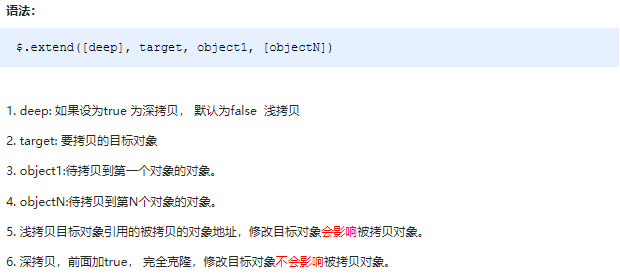 语法：
$.extend([deep], target, object1, [objectN])
1. deep: 如果设为true 为深拷贝， 默认为false 浅拷贝
2. target: 要拷贝的目标对象
3. object1:待拷贝到第一个对象的对象。
4. objectN:待拷贝到第N个对象的对象。
5. 浅拷贝目标对象引用的被拷贝的对象地址，修改目标对象会影响被拷贝对象。
6. 深拷贝，前面加true， 完全克隆，修改目标对象不会影响被拷贝对象。